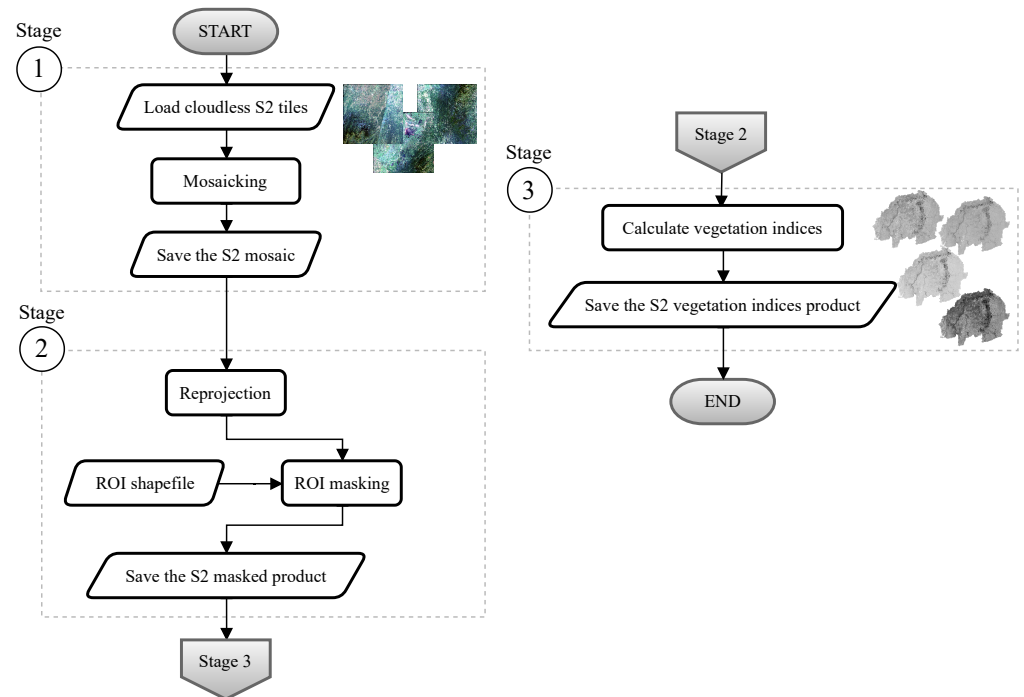 Stage
1
START
Load cloudless S2 tiles
Mosaicking
Save the S2 mosaic
Stage
2
Reprojection
ROI shapefile
ROI masking
Save the S2 masked product
Stage 3
Stage 2
Stage
3
Calculate vegetation indices
Save the S2 vegetation indices product
END